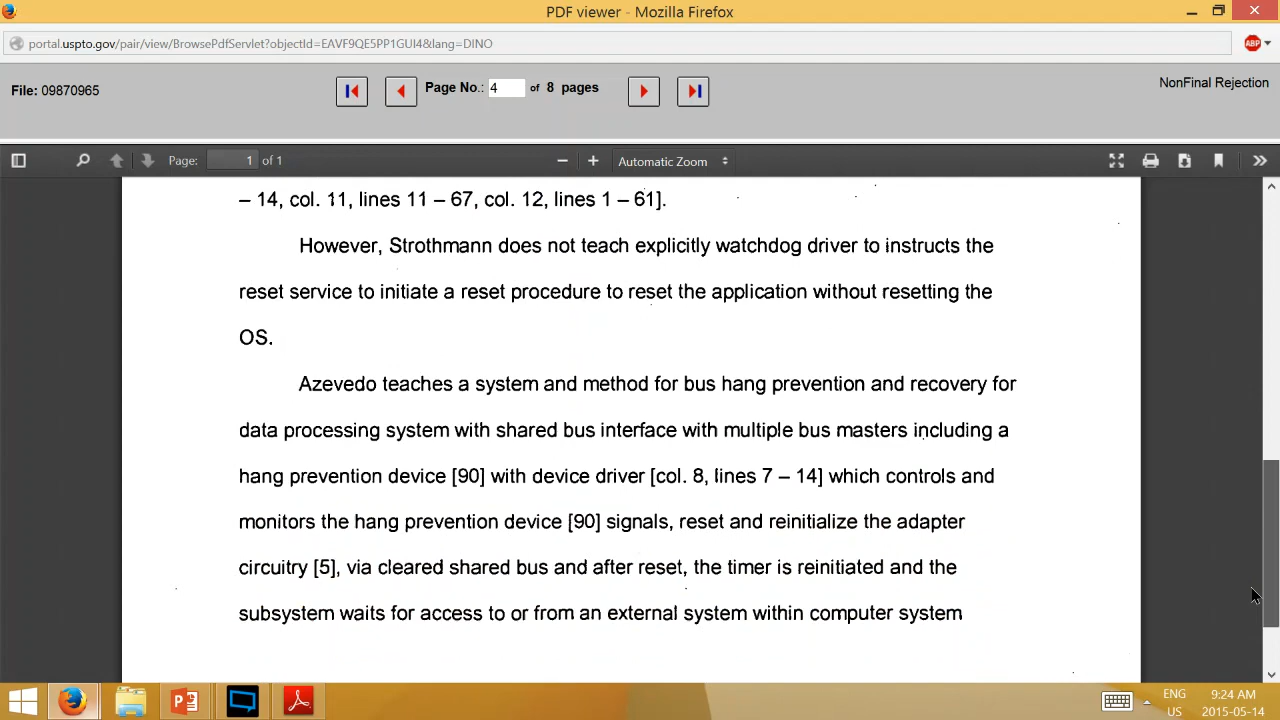 PDF viewer - Mozilla Firefox
portal.uspto.gov/pair/view/BrowsePdfServlet?objectId=EAVF9QE5PP1GUI4&lang=DINO
ABP
File: 09870965
Page No.: 4 of 8 pages
NonFinal Rejection
Page: 1 of 1
Automatic Zoom
– 14, col. 11, lines 11 – 67, col. 12, lines 1 – 61].
However, Strothmann does not teach explicitly watchdog driver to instructs the
reset service to initiate a reset procedure to reset the application without resetting the
OS.
Azevedo teaches a system and method for bus hang prevention and recovery for
data processing system with shared bus interface with multiple bus masters including a
hang prevention device [90] with device driver [col. 8, lines 7 – 14] which controls and
monitors the hang prevention device [90] signals, reset and reinitialize the adapter
circuitry [5], via cleared shared bus and after reset, the timer is reinitiated and the
subsystem waits for access to or from an external system within computer system
ENG
US
9:24 AM
2015-05-14